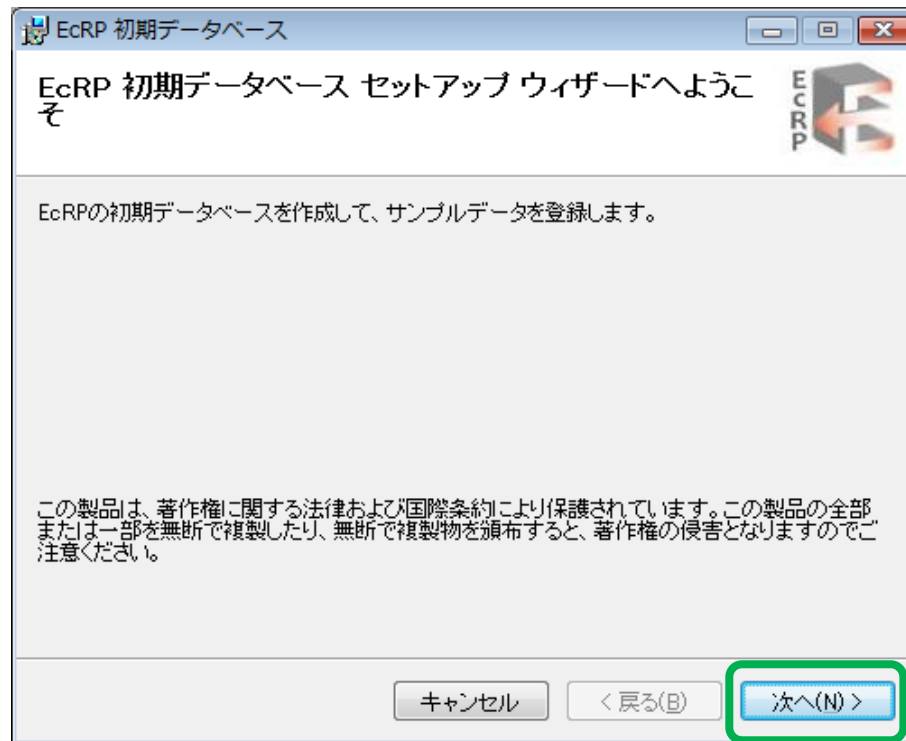 EcRP 初期データベース
EcRP 初期データベース セットアップ ウィザードへようこ
そ
EcRP
EcRPの初期データベースを作成して、サンプルデータを登録します。
この製品は、著作権に関する法律および国際条約により保護されています。この製品の全部
または一部を無断で複製したり、無断で複製物を頒布すると、著作権の侵害となりますのでご
注意ください。
キャンセル
< 戻る(B)
次へ(N) >